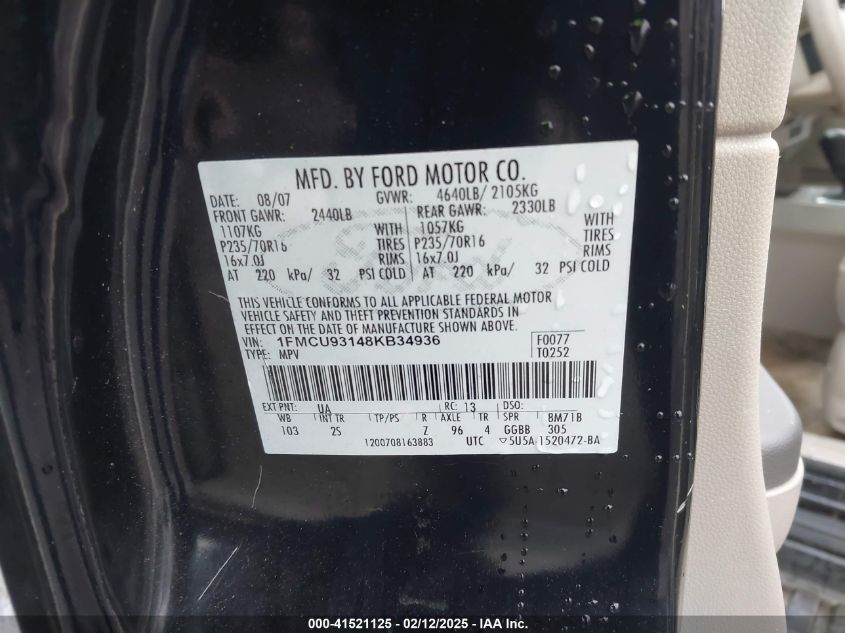 MFD. BY FORD MOTOR CO.
DATE: 08/07 GVWR: 4640LB/ 2105KG
FRONT GAWR: 2440LB REAR GAWR: 2330LB
1107KG WITH 1057KG WITH
P235/70R16 TIRES P235/70R16 TIRES
16x7.0J RIMS 16x7.0J RIMS
AT 220 kPa/ 32 PSI COLD AT 220 kPa/ 32 PSI COLD
THIS VEHICLE CONFORMS TO ALL APPLICABLE FEDERAL MOTOR
VEHICLE SAFETY AND THEFT PREVENTION STANDARDS IN
EFFECT ON THE DATE OF MANUFACTURE SHOWN ABOVE.
VIN: 1FMCU93148KB34936 F0077
TYPE: MPV T0252
EXT PNT: UA RC: 13 DSO:
WB INT TR TP/PS R AXLE TR SPR BM71B
103 2S Z 96 4 GGBB 305
1200708163883 UTC ▽5U5A-1520472-BA
Ford
000-41521125 - 02/12/2025 - IAA Inc.